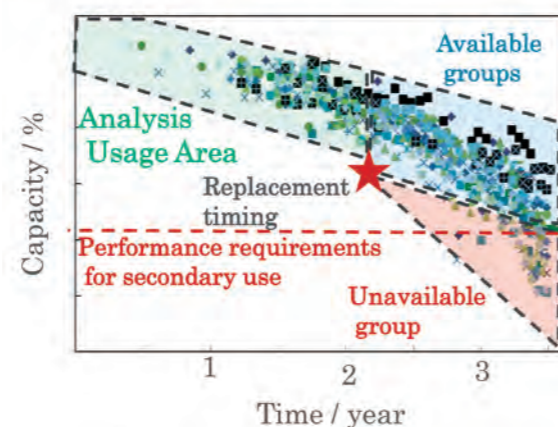 Available
groups
Analysis
Usage Area
Replacement
timing
Performance requirements
for secondary use
Unavailable
group
Capacity / %
1
2
3
Time / year